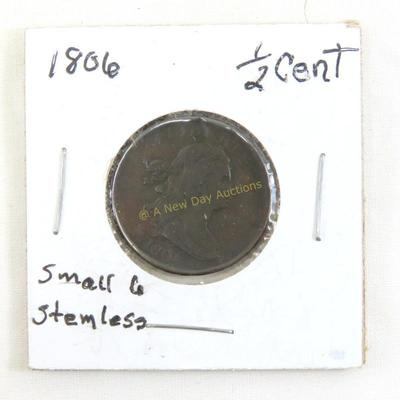 1806
1/2 Cent
@ A New Day Auctions
Small 6
Stemless